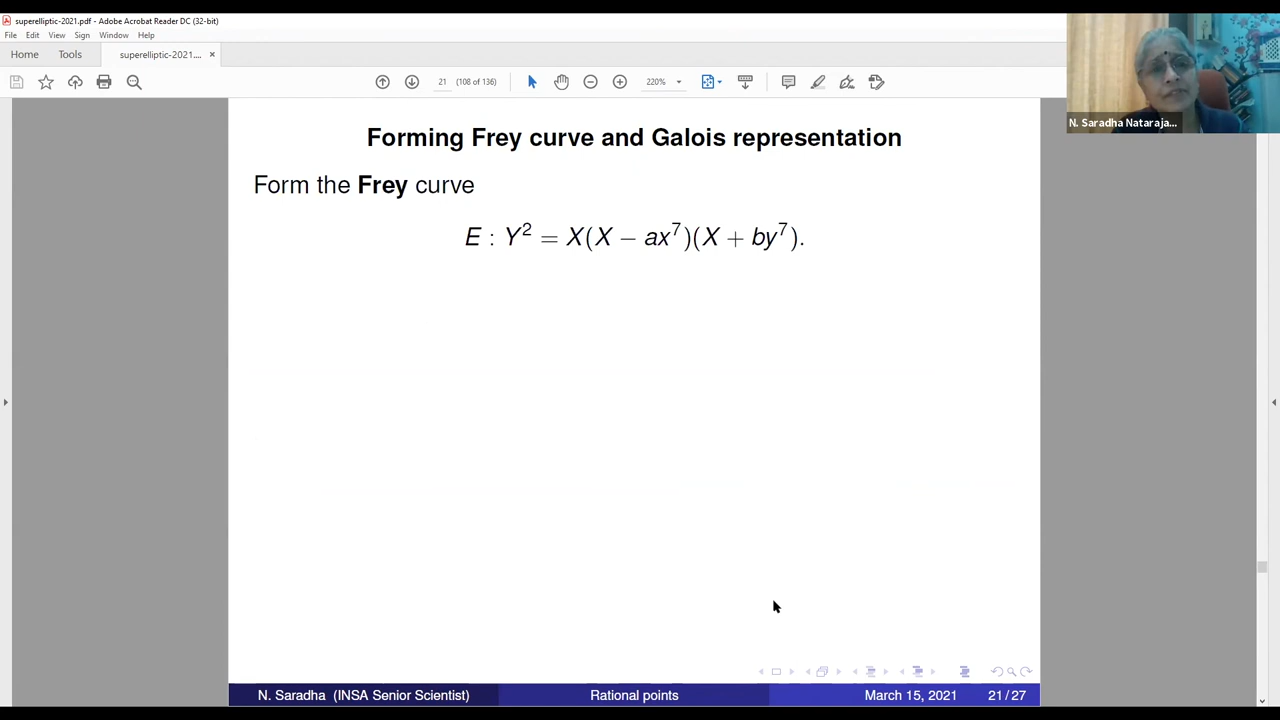 superelliptic-2021.pdf - Adobe Acrobat Reader DC (32-bit)
File Edit View Sign Window Help
Home Tools superelliptic-2021.... ×
21 (108 of 136) 220%
N. Saradha Nataraja...
Forming Frey curve and Galois representation
Form the Frey curve
E : Y² = X(X − ax⁷)(X + by⁷).
N. Saradha (INSA Senior Scientist) Rational points March 15, 2021 21 / 27